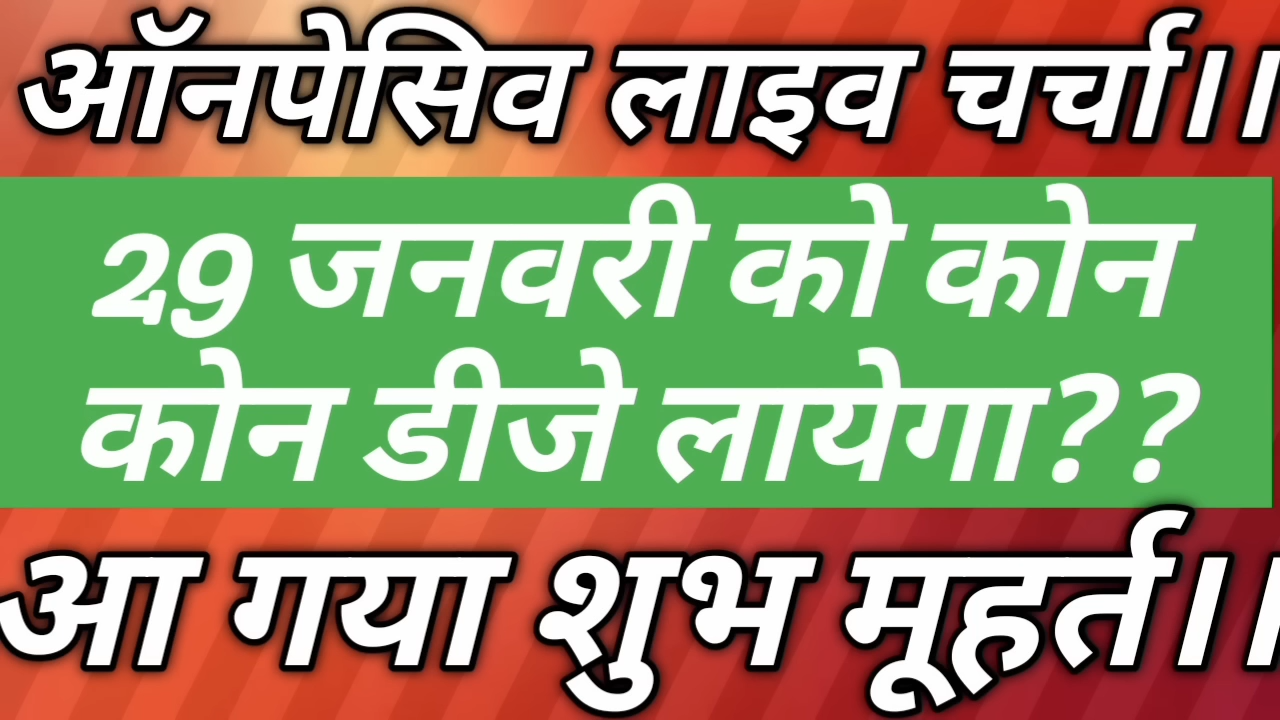 ऑनपेसिव लाइव चर्चा।।
29 जनवरी को कोन
कोन डीजे लायेगा??
आ गया शुभ मूहर्त।।